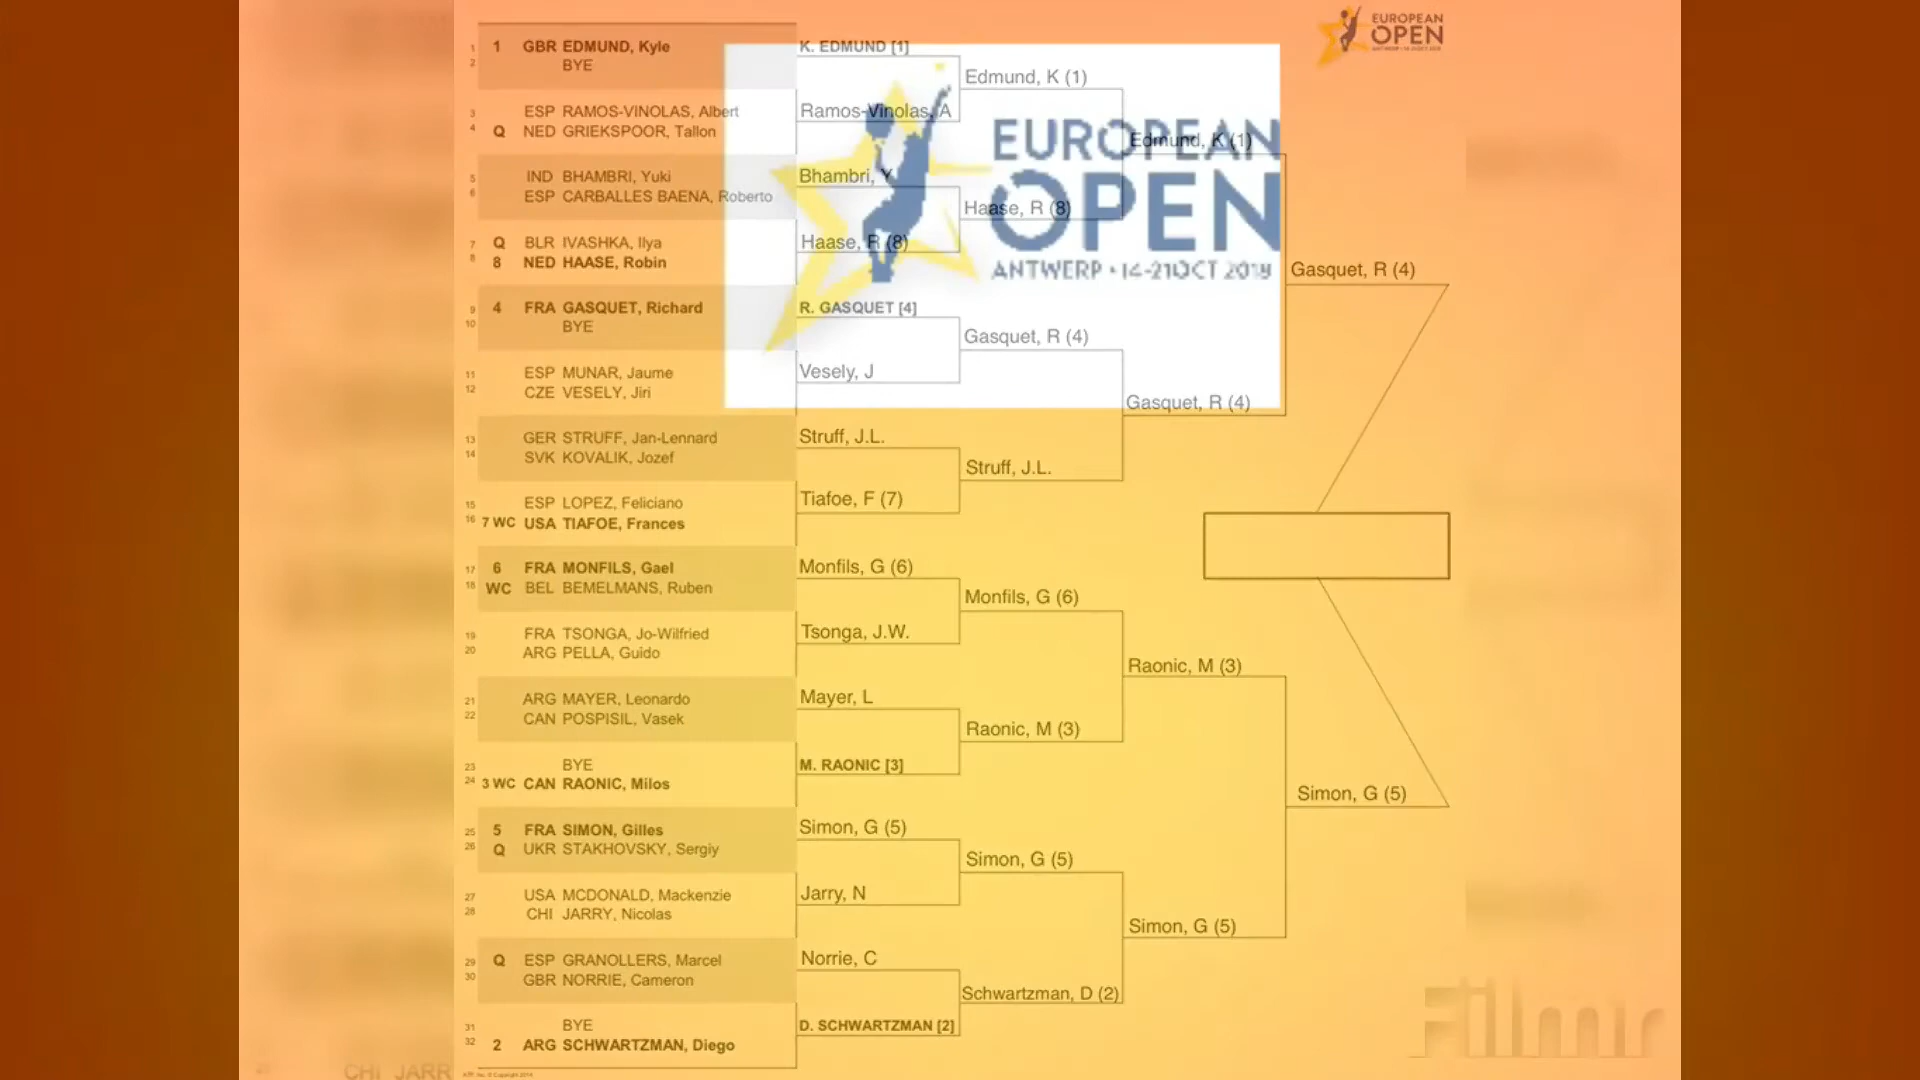 EUROPEAN
OPEN
1 GBR EDMUND, Kyle
BYE
ESP RAMOS-VINOLAS, Albert
Q NED GRIEKSPOOR, Tallon
IND BHAMBRI, Yuki
ESP CARBALLES BAENA, Roberto
Q BLR IVASHKA, Ilya
8 NED HAASE, Robin
4 FRA GASQUET, Richard
BYE
ESP MUNAR, Jaume
CZE VESELY, Jiri
GER STRUFF, Jan-Lennard
SVK KOVALIK, Jozef
ESP LOPEZ, Feliciano
7 WC USA TIAFOE, Frances
6 FRA MONFILS, Gael
WC BEL BEMELMANS, Ruben
FRA TSONGA, Jo-Wilfried
ARG PELLA, Guido
ARG MAYER, Leonardo
CAN POSPISIL, Vasek
BYE
3 WC CAN RAONIC, Milos
5 FRA SIMON, Gilles
Q UKR STAKHOVSKY, Sergiy
USA MCDONALD, Mackenzie
CHI JARRY, Nicolas
Q ESP GRANOLLERS, Marcel
GBR NORRIE, Cameron
BYE
2 ARG SCHWARTZMAN, Diego
K. EDMUND [1]
Ramos-Vinolas, A
Bhambri, Y
Haase, R (8)
R. GASQUET [4]
Vesely, J
Struff, J.L.
Tiafoe, F (7)
Monfils, G (6)
Tsonga, J.W.
Mayer, L
M. RAONIC [3]
Simon, G (5)
Jarry, N
Norrie, C
D. SCHWARTZMAN [2]
Edmund, K (1)
Haase, R (8)
Gasquet, R (4)
Struff, J.L.
Monfils, G (6)
Raonic, M (3)
Simon, G (5)
Schwartzman, D (2)
Edmund, K (1)
Gasquet, R (4)
Raonic, M (3)
Simon, G (5)
Gasquet, R (4)
Simon, G (5)
EUROPEAN
OPEN
ANTWERP • 14-21 OCT 2018
CHI JARR
Filmr